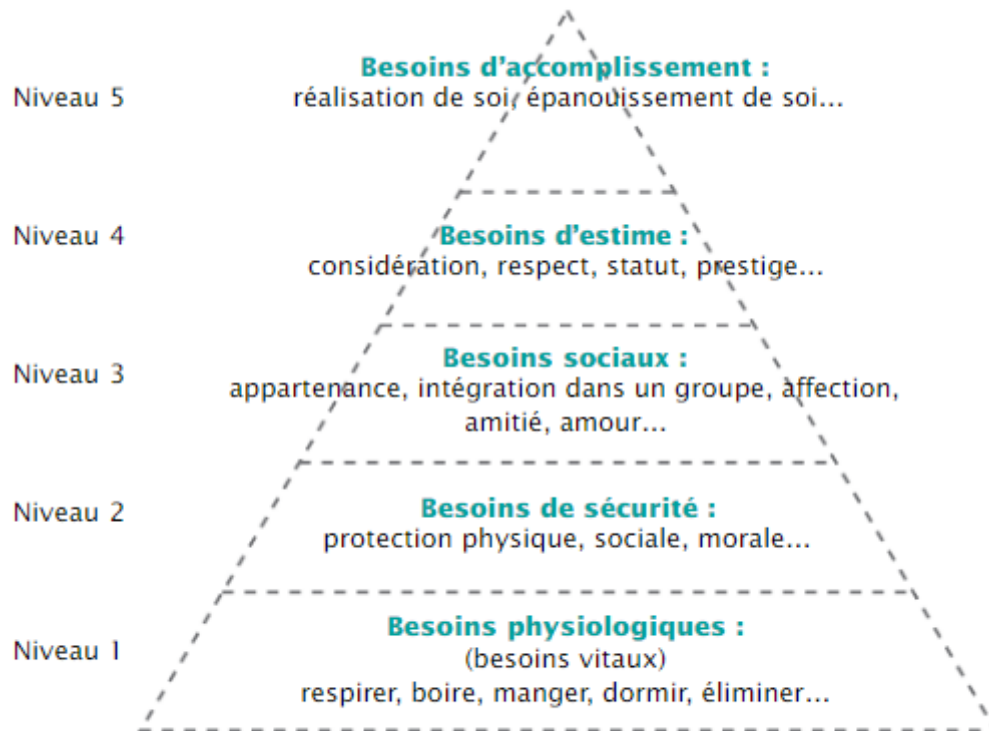 Besoins d'accomplissement :
Niveau 5
réalisation de soi, épanouissement de soi...
Niveau 4
Besoins d'estime :
considération, respect, statut, prestige...
Besoins sociaux :
Niveau 3
appartenance, intégration dans un groupe, affection,
amitié, amour...
Niveau 2
Besoins de sécurité :
protection physique, sociale, morale...
Besoins physiologiques :
Niveau 1
(besoins vitaux)
respirer, boire, manger, dormir, éliminer...